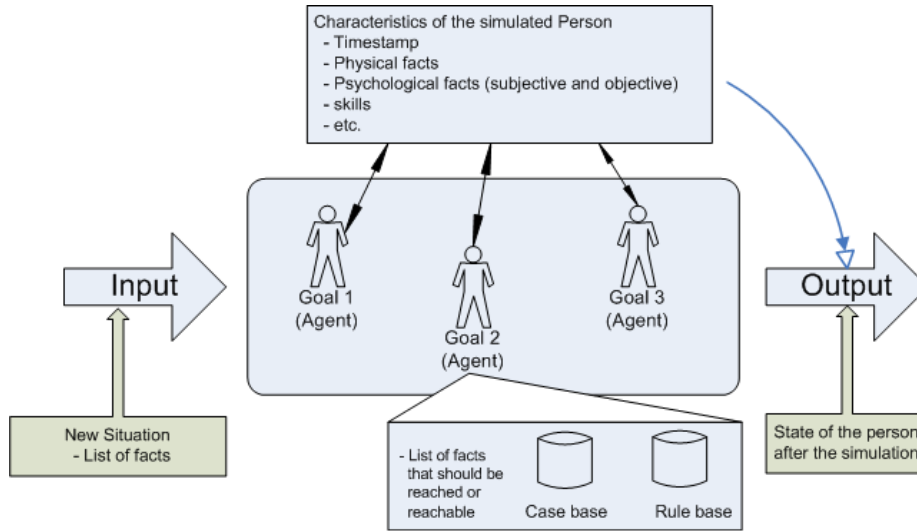 Characteristics of the simulated Person
- Timestamp
- Physical facts
- Psychological facts (subjective and objective)
- skills
- etc.
Input
Goal 1
(Agent)
Goal 2
(Agent)
Goal 3
(Agent)
Output
New Situation
- List of facts
- List of facts
that should be
reached or
reachable
Case base
Rule base
State of the person
after the simulation